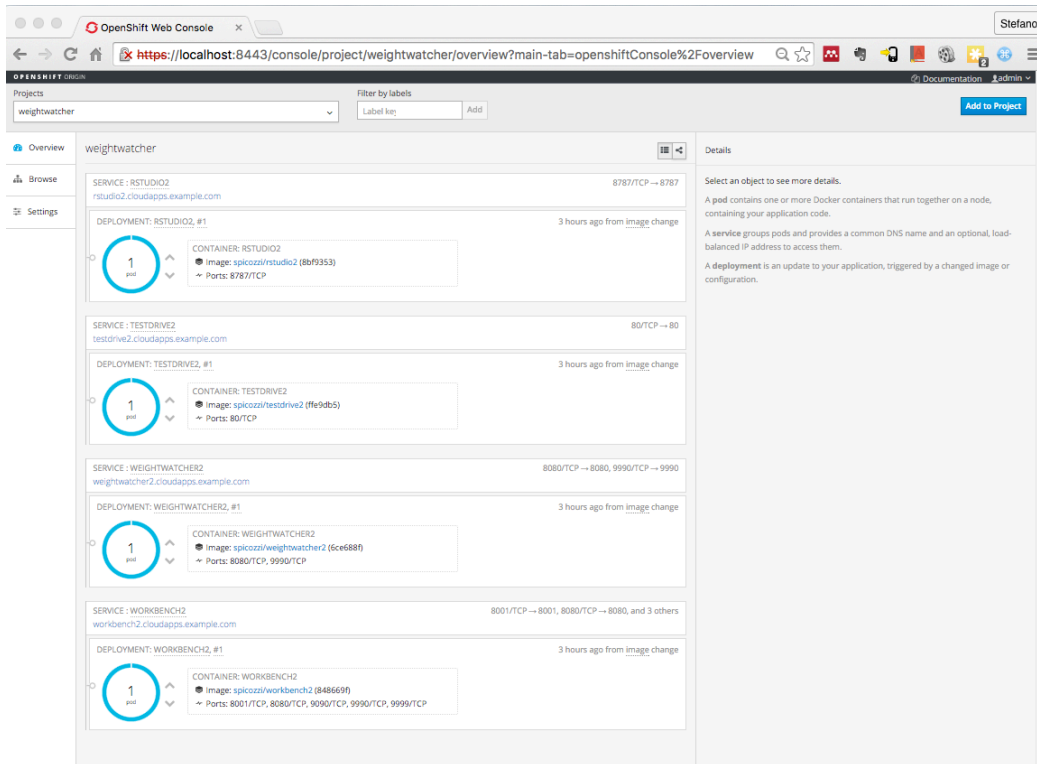 OpenShift Web Console ×
Stefano
https://localhost:8443/console/project/weightwatcher/overview?main-tab=openshiftConsole%2Foverview
2
OPENSHIFT ORIGIN
Documentation admin
Projects
Filter by labels
weightwatcher
Label key
Add
Add to Project
Overview
Browse
Settings
weightwatcher
SERVICE : RSTUDIO2
8787/TCP → 8787
rstudio2.cloudapps.example.com
DEPLOYMENT: RSTUDIO2, #1
3 hours ago from image change
1
pod
CONTAINER: RSTUDIO2
Image: spicozzi/rstudio2 (8bf9353)
Ports: 8787/TCP
SERVICE : TESTDRIVE2
80/TCP → 80
testdrive2.cloudapps.example.com
DEPLOYMENT: TESTDRIVE2, #1
3 hours ago from image change
1
pod
CONTAINER: TESTDRIVE2
Image: spicozzi/testdrive2 (ffe9db5)
Ports: 80/TCP
SERVICE : WEIGHTWATCHER2
8080/TCP → 8080, 9990/TCP → 9990
weightwatcher2.cloudapps.example.com
DEPLOYMENT: WEIGHTWATCHER2, #1
3 hours ago from image change
1
pod
CONTAINER: WEIGHTWATCHER2
Image: spicozzi/weightwatcher2 (6ce688f)
Ports: 8080/TCP, 9990/TCP
SERVICE : WORKBENCH2
8001/TCP → 8001, 8080/TCP → 8080, and 3 others
workbench2.cloudapps.example.com
DEPLOYMENT: WORKBENCH2, #1
3 hours ago from image change
1
pod
CONTAINER: WORKBENCH2
Image: spicozzi/workbench2 (848669f)
Ports: 8001/TCP, 8080/TCP, 9090/TCP, 9990/TCP, 9999/TCP
Details
Select an object to see more details.
A pod contains one or more Docker containers that run together on a node,
containing your application code.
A service groups pods and provides a common DNS name and an optional, load-
balanced IP address to access them.
A deployment is an update to your application, triggered by a changed image or
configuration.